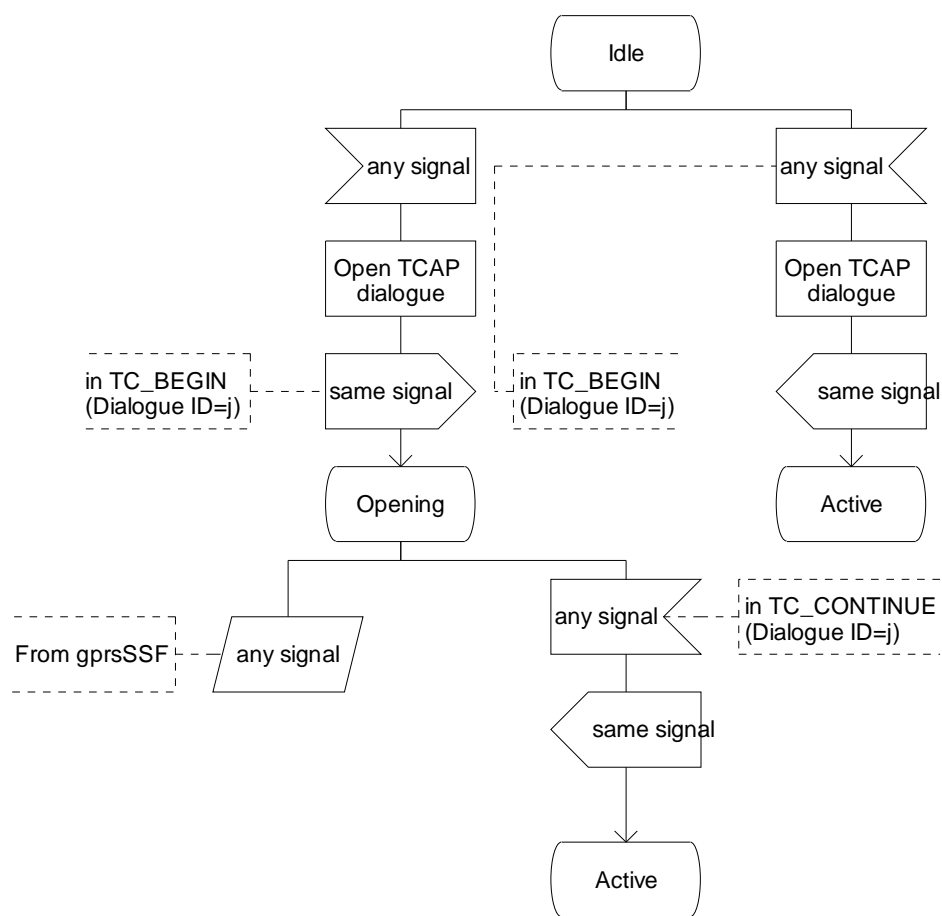 Idle
any signal
any signal
Open TCAP
dialogue
Open TCAP
dialogue
in TC_BEGIN
(Dialogue ID=j)
same signal
in TC_BEGIN
(Dialogue ID=j)
same signal
Opening
Active
any signal
in TC_CONTINUE
(Dialogue ID=j)
From gprsSSF
any signal
same signal
Active